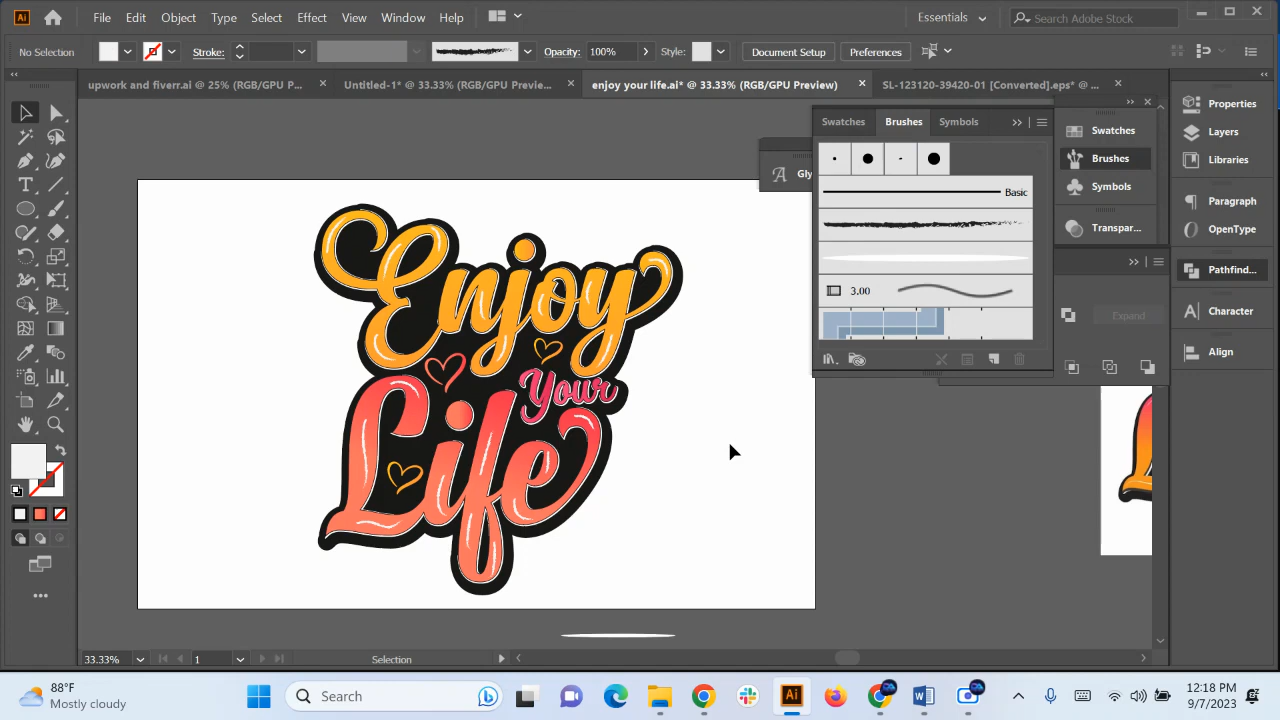 Ai File Edit Object Type Select Effect View Window Help Essentials Search Adobe Stock
No Selection Stroke: Opacity: 100% Style: Document Setup Preferences
upwork and fiverr.ai @ 25% (RGB/GPU P... Untitled-1* @ 33.33% (RGB/GPU Previe... enjoy your life.ai* @ 33.33% (RGB/GPU Preview) SL-123120-39420-01 [Converted].eps* @ ...
Swatches Brushes Symbols
Basic
3.00
A Gly
Swatches
Brushes
Symbols
Transpar...
Expand
Properties
Layers
Libraries
Paragraph
OpenType
Pathfind...
Character
Align
Enjoy
Your
Life
33.33% 1 Selection
88°F
Mostly cloudy
Search
Ai
12:18 PM
9/7/2023